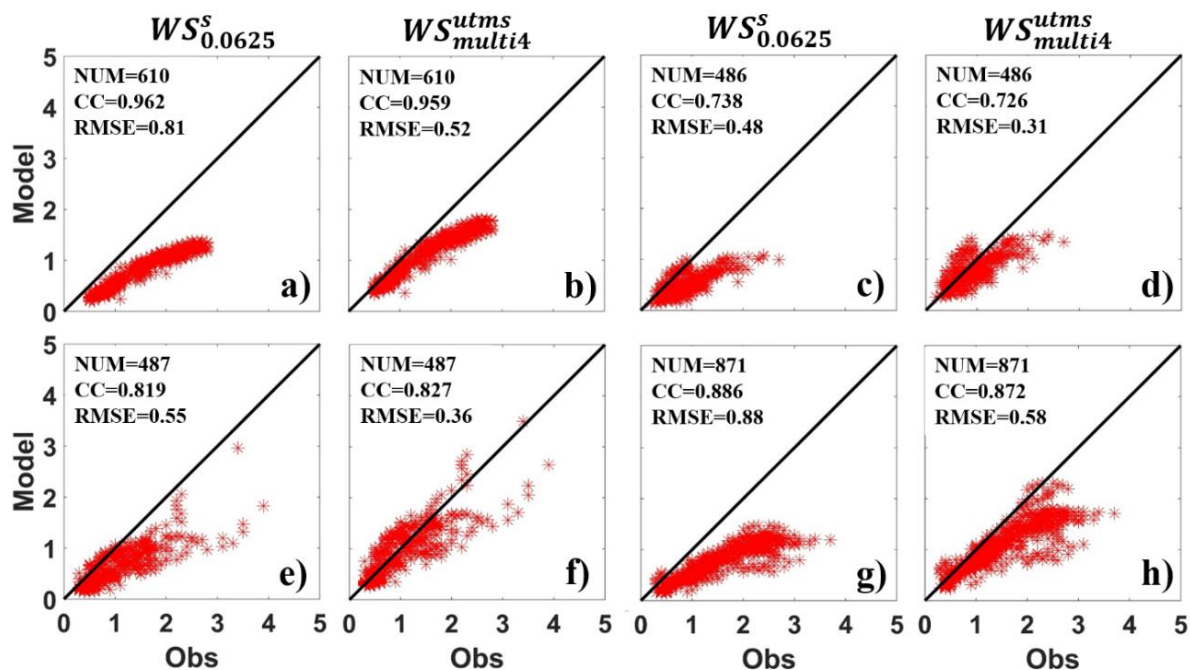 WS^s_0.0625
WS^utms_multi4
WS^s_0.0625
WS^utms_multi4
5
4
3
2
1
0
Model
NUM=610
CC=0.962
RMSE=0.81
a)
NUM=610
CC=0.959
RMSE=0.52
b)
NUM=486
CC=0.738
RMSE=0.48
c)
NUM=486
CC=0.726
RMSE=0.31
d)
5
4
3
2
1
0
Model
NUM=487
CC=0.819
RMSE=0.55
e)
NUM=487
CC=0.827
RMSE=0.36
f)
NUM=871
CC=0.886
RMSE=0.88
g)
NUM=871
CC=0.872
RMSE=0.58
h)
0 1 2 3 4 5
0 1 2 3 4 5
0 1 2 3 4 5
0 1 2 3 4 5
Obs
Obs
Obs
Obs